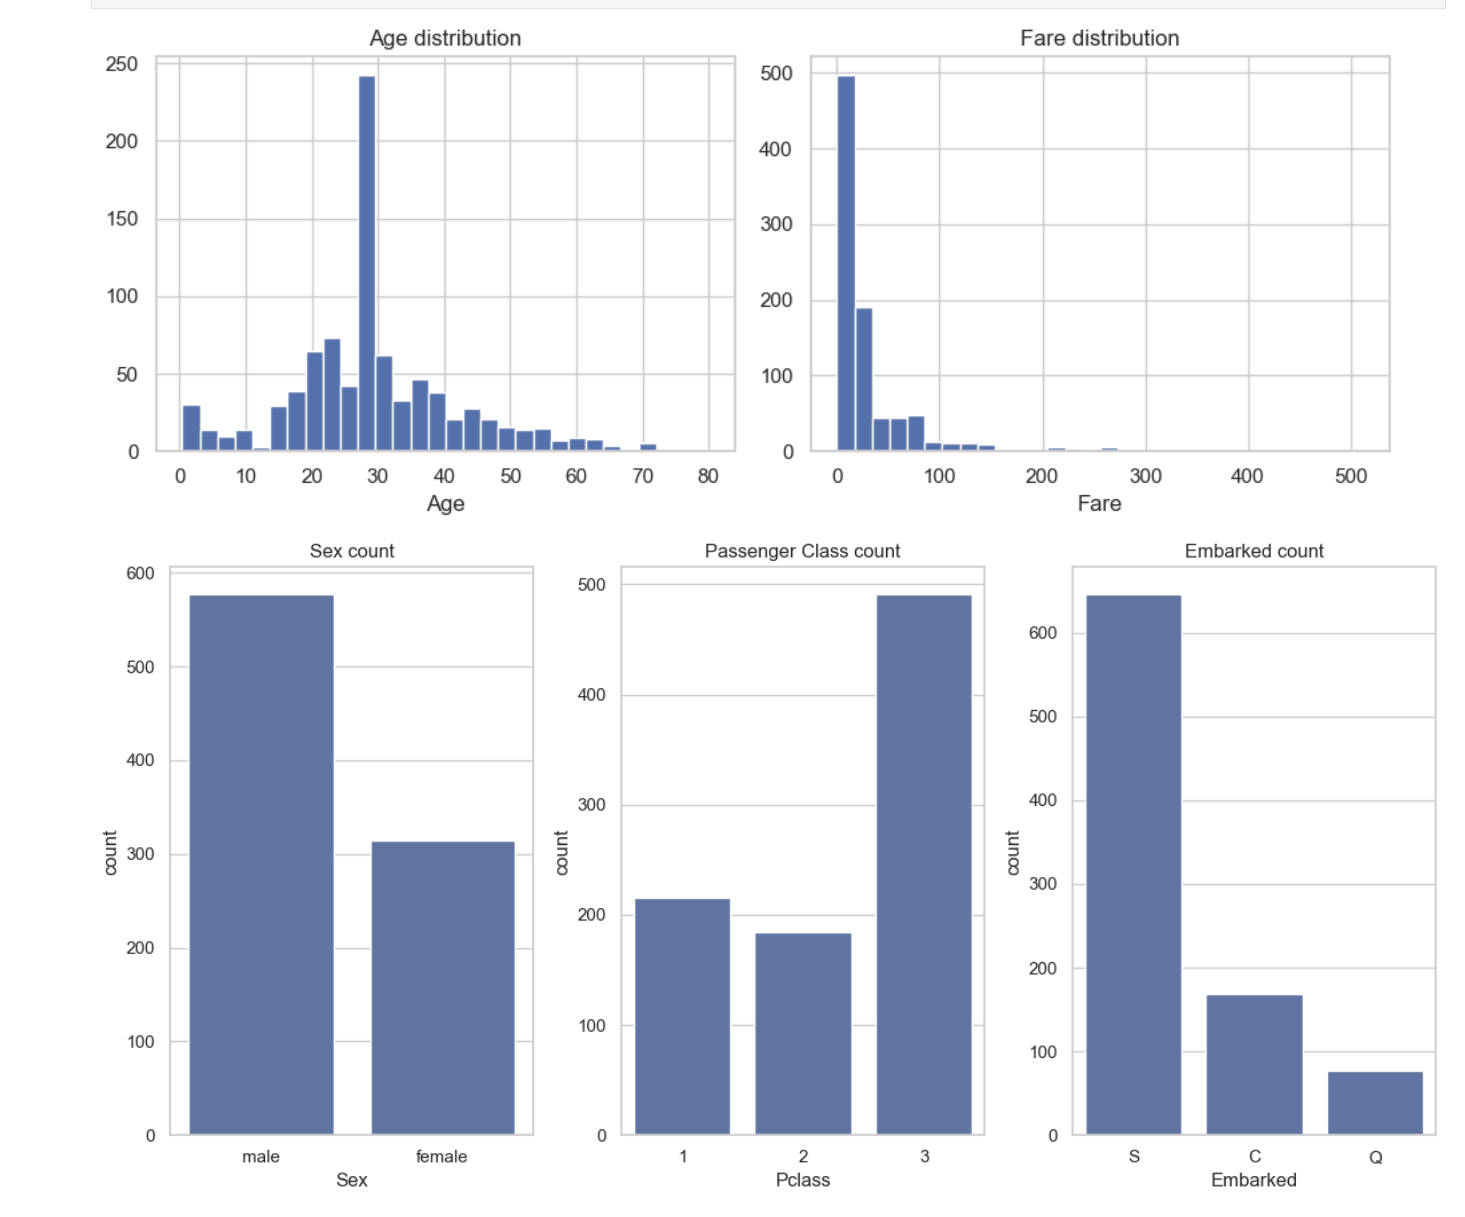 Age distribution
250
200
150
100
50
0
0 10 20 30 40 50 60 70 80
Age
Fare distribution
500
400
300
200
100
0
0 100 200 300 400 500
Fare
Sex count
600
500
400
300
200
100
0
count
male female
Sex
Passenger Class count
500
400
300
200
100
0
count
1 2 3
Pclass
Embarked count
600
500
400
300
200
100
0
count
S C Q
Embarked